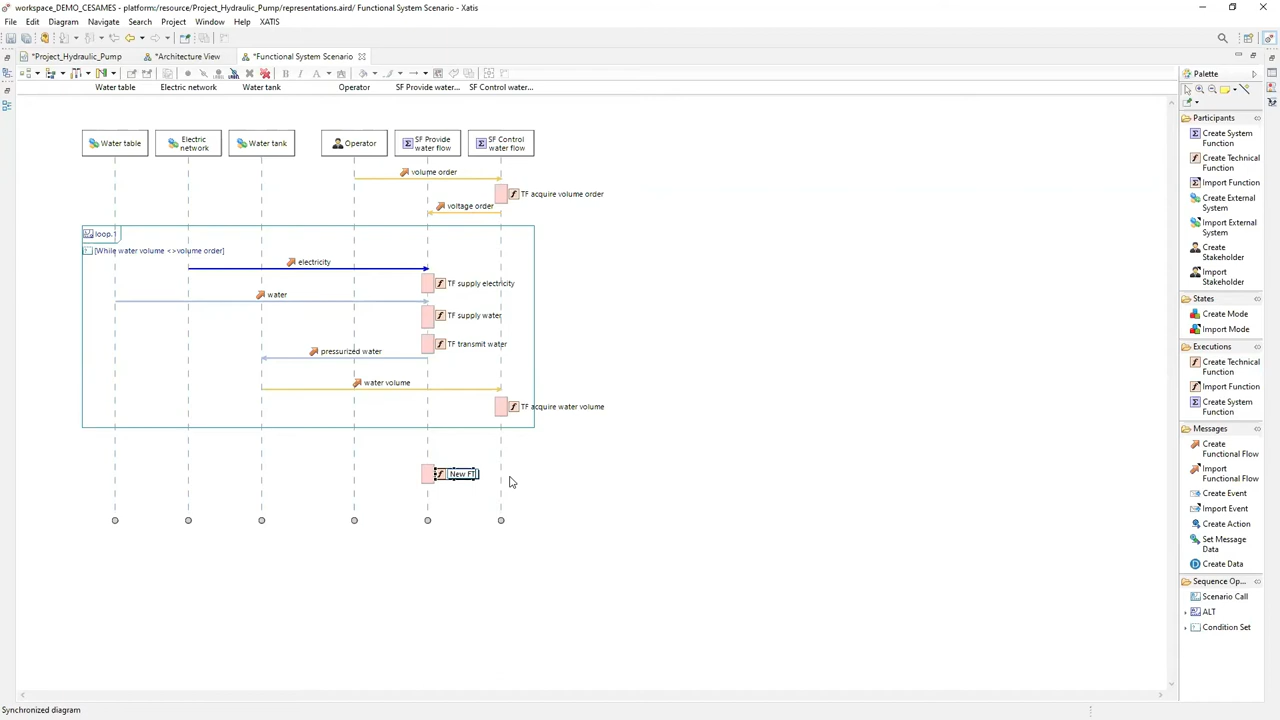 workspace_DEMO_CESAMES - platform:/resource/Project_Hydraulic_Pump/representations.aird/ Functional System Scenario - Xatis
File Edit Diagram Navigate Search Project Window Help XATIS
*Project_Hydraulic_Pump *Architecture View *Functional System Scenario
Water table Electric network Water tank Operator SF Provide water... SF Control water...
Water table
Electric
network
Water tank
Operator
SF Provide
water flow
SF Control
water flow
volume order
TF acquire volume order
voltage order
loop.1
[While water volume <>volume order]
electricity
TF supply electricity
water
TF supply water
TF transmit water
pressurized water
water volume
TF acquire water volume
New FT
Palette
Participants
Create System
Function
Create Technical
Function
Import Function
Create External
System
Import External
System
Create
Stakeholder
Import
Stakeholder
States
Create Mode
Import Mode
Executions
Create Technical
Function
Import Function
Create System
Function
Messages
Create
Functional Flow
Import
Functional Flow
Create Event
Import Event
Create Action
Set Message
Data
Create Data
Sequence Op...
Scenario Call
ALT
Condition Set
Synchronized diagram